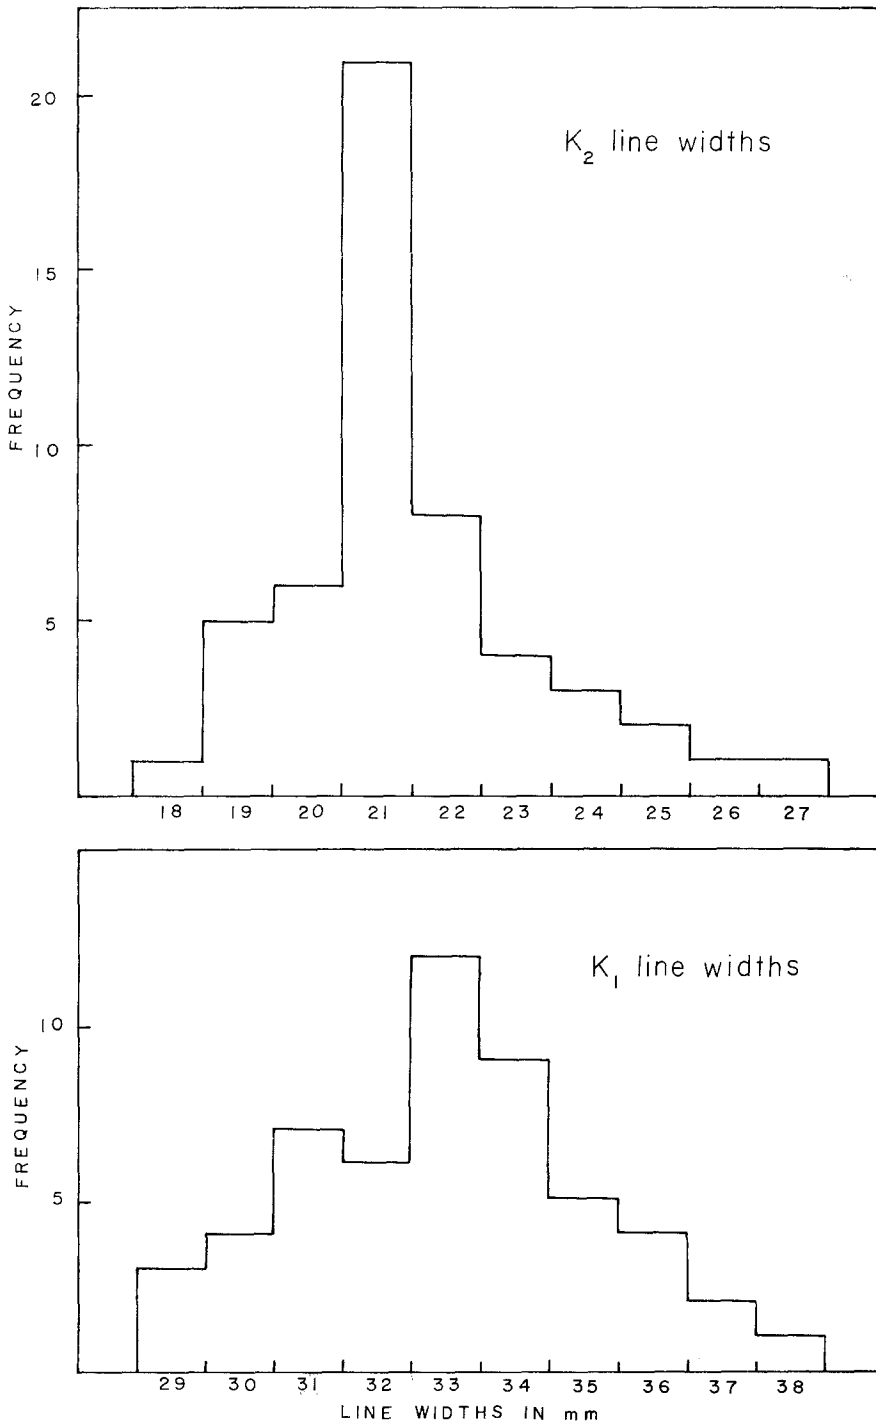 20
K₂ line widths
15
FREQUENCY
10
5
18 19 20 21 22 23 24 25 26 27
K₁ line widths
10
FREQUENCY
5
29 30 31 32 33 34 35 36 37 38
LINE WIDTHS IN mm